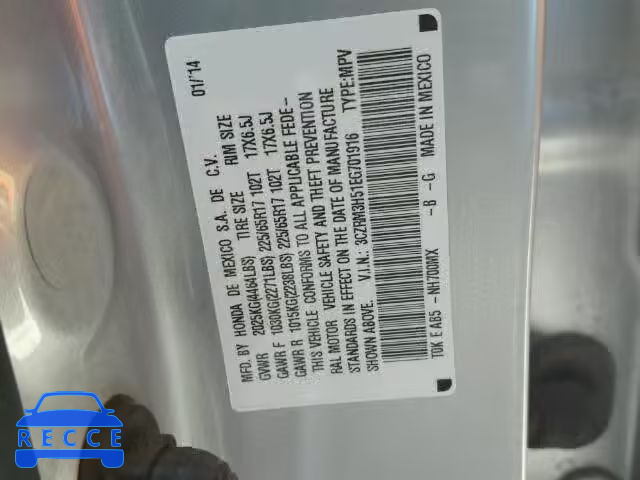 MFD. BY HONDA DE MEXICO S.A. DE C.V. 01/'14
TIRE SIZE RIM SIZE
GVWR 2025KG(4464LBS)
GAWR F 1030KG(2271LBS) 225/65R17 102T 17X6.5J
GAWR R 1015KG(2238LBS) 225/65R17 102T 17X6.5J
THIS VEHICLE CONFORMS TO ALL APPLICABLE FEDE-
RAL MOTOR VEHICLE SAFETY AND THEFT PREVENTION
STANDARDS IN EFFECT ON THE DATE OF MANUFACTURE
SHOWN ABOVE. V.I.N.: 3CZRM3H51EG701916 TYPE:MPV
T0K E AB5 -NH700MX -B -G MADE IN MEXICO
RECCE